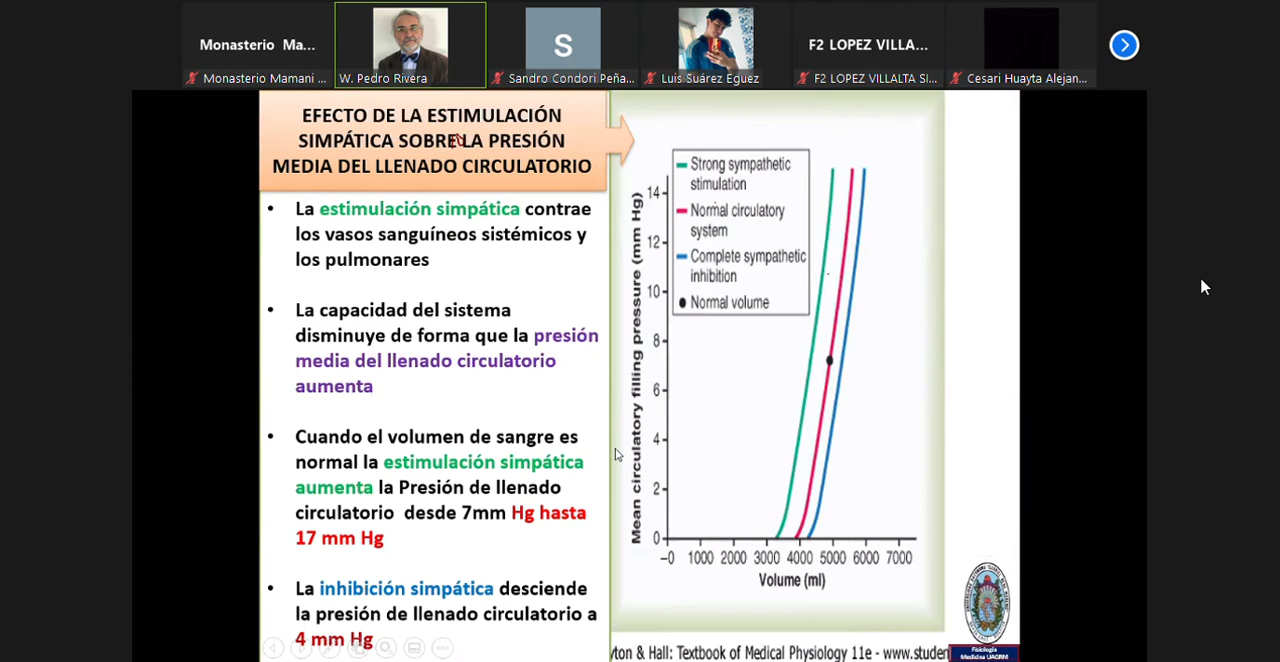 Monasterio Ma...
S
F2 LOPEZ VILLA...
Monasterio Mamani ...
W. Pedro Rivera
Sandro Condori Peña...
Luis Suárez Eguez
F2 LOPEZ VILLALTA SI...
Cesari Huayta Alejan...
EFECTO DE LA ESTIMULACIÓN
SIMPÁTICA SOBRE LA PRESIÓN
MEDIA DEL LLENADO CIRCULATORIO
• La estimulación simpática contrae
los vasos sanguíneos sistémicos y
los pulmonares
• La capacidad del sistema
disminuye de forma que la presión
media del llenado circulatorio
aumenta
• Cuando el volumen de sangre es
normal la estimulación simpática
aumenta la Presión de llenado
circulatorio desde 7mm Hg hasta
17 mm Hg
• La inhibición simpática desciende
la presión de llenado circulatorio a
4 mm Hg
Strong sympathetic
stimulation
Normal circulatory
system
Complete sympathetic
inhibition
Normal volume
Mean circulatory filling pressure (mm Hg)
14
12
10
8
6
4
2
0
–0 1000 2000 3000 4000 5000 6000 7000
Volume (ml)
Fisiología
Medicina UAGRM
yton & Hall: Textbook of Medical Physiology 11e - www.studen